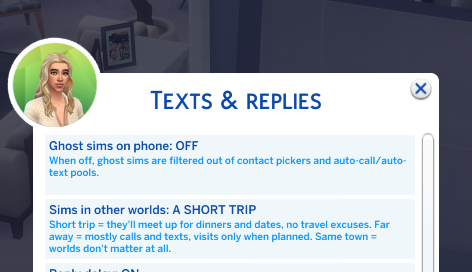 TEXTS & REPLIES
Ghost sims on phone: OFF
When off, ghost sims are filtered out of contact pickers and auto-call/auto-
text pools.
Sims in other worlds: A SHORT TRIP
Short trip = they'll meet up for dinners and dates, no travel excuses. Far
away = mostly calls and texts, visits only when planned. Same town =
worlds don't matter at all.